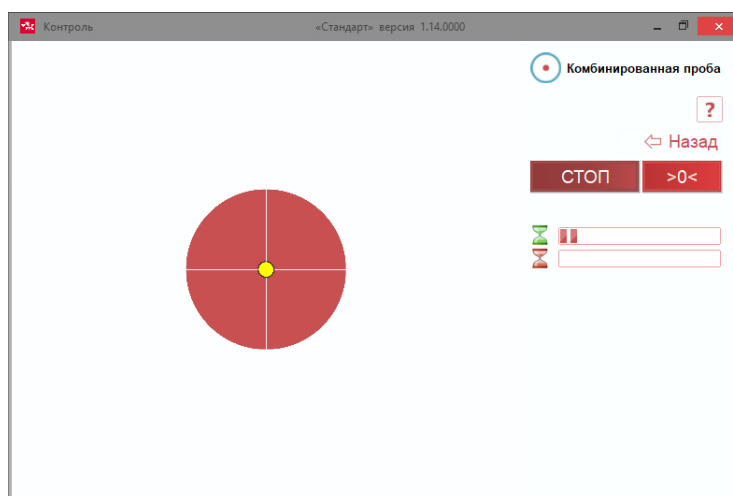 Контроль
«Стандарт» версия 1.14.0000
Комбинированная проба
?
Назад
СТОП
>0<